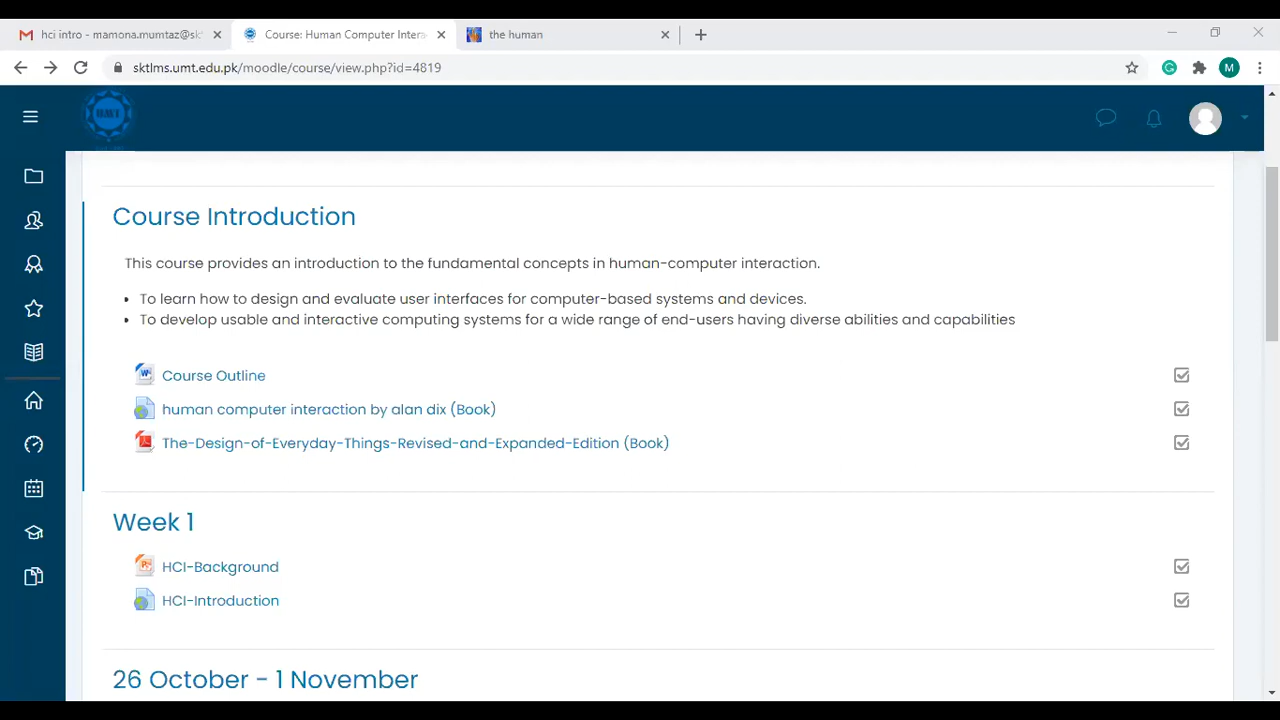 hci intro - mamona.mumtaz@sk
Course: Human Computer Intera
the human
sktlms.umt.edu.pk/moodle/course/view.php?id=4819
M
UMT
Course Introduction
This course provides an introduction to the fundamental concepts in human-computer interaction.
• To learn how to design and evaluate user interfaces for computer-based systems and devices.
• To develop usable and interactive computing systems for a wide range of end-users having diverse abilities and capabilities
Course Outline
human computer interaction by alan dix (Book)
The-Design-of-Everyday-Things-Revised-and-Expanded-Edition (Book)
Week 1
HCI-Background
HCI-Introduction
26 October - 1 November